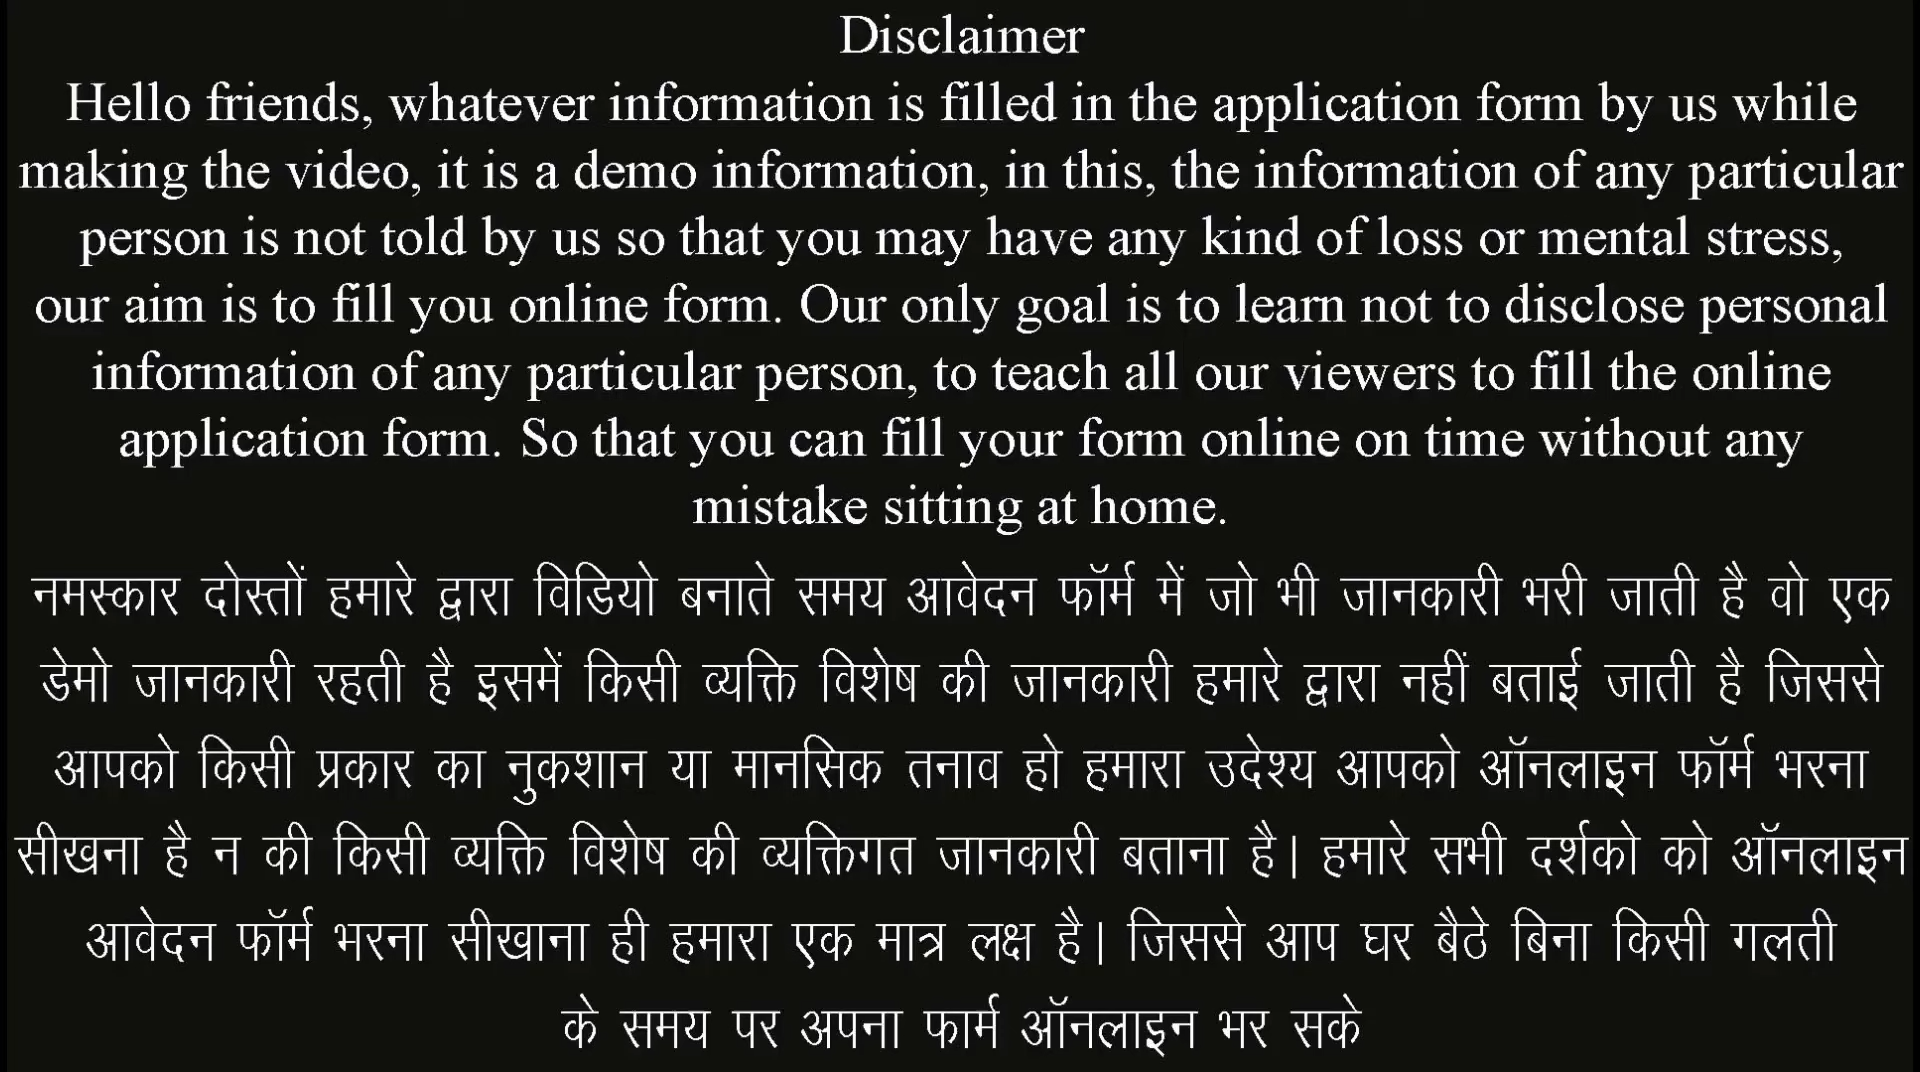 Disclaimer
Hello friends, whatever information is filled in the application form by us while
making the video, it is a demo information, in this, the information of any particular
person is not told by us so that you may have any kind of loss or mental stress,
our aim is to fill you online form. Our only goal is to learn not to disclose personal
information of any particular person, to teach all our viewers to fill the online
application form. So that you can fill your form online on time without any
mistake sitting at home.
नमस्कार दोस्तों हमारे द्वारा विडियो बनाते समय आवेदन फॉर्म में जो भी जानकारी भरी जाती है वो एक
डेमो जानकारी रहती है इसमें किसी व्यक्ति विशेष की जानकारी हमारे द्वारा नहीं बताई जाती है जिससे
आपको किसी प्रकार का नुकशान या मानसिक तनाव हो हमारा उदेश्य आपको ऑनलाइन फॉर्म भरना
सीखना है न की किसी व्यक्ति विशेष की व्यक्तिगत जानकारी बताना है। हमारे सभी दर्शको को ऑनलाइन
आवेदन फॉर्म भरना सीखाना ही हमारा एक मात्र लक्ष है। जिससे आप घर बैठे बिना किसी गलती
के समय पर अपना फार्म ऑनलाइन भर सके